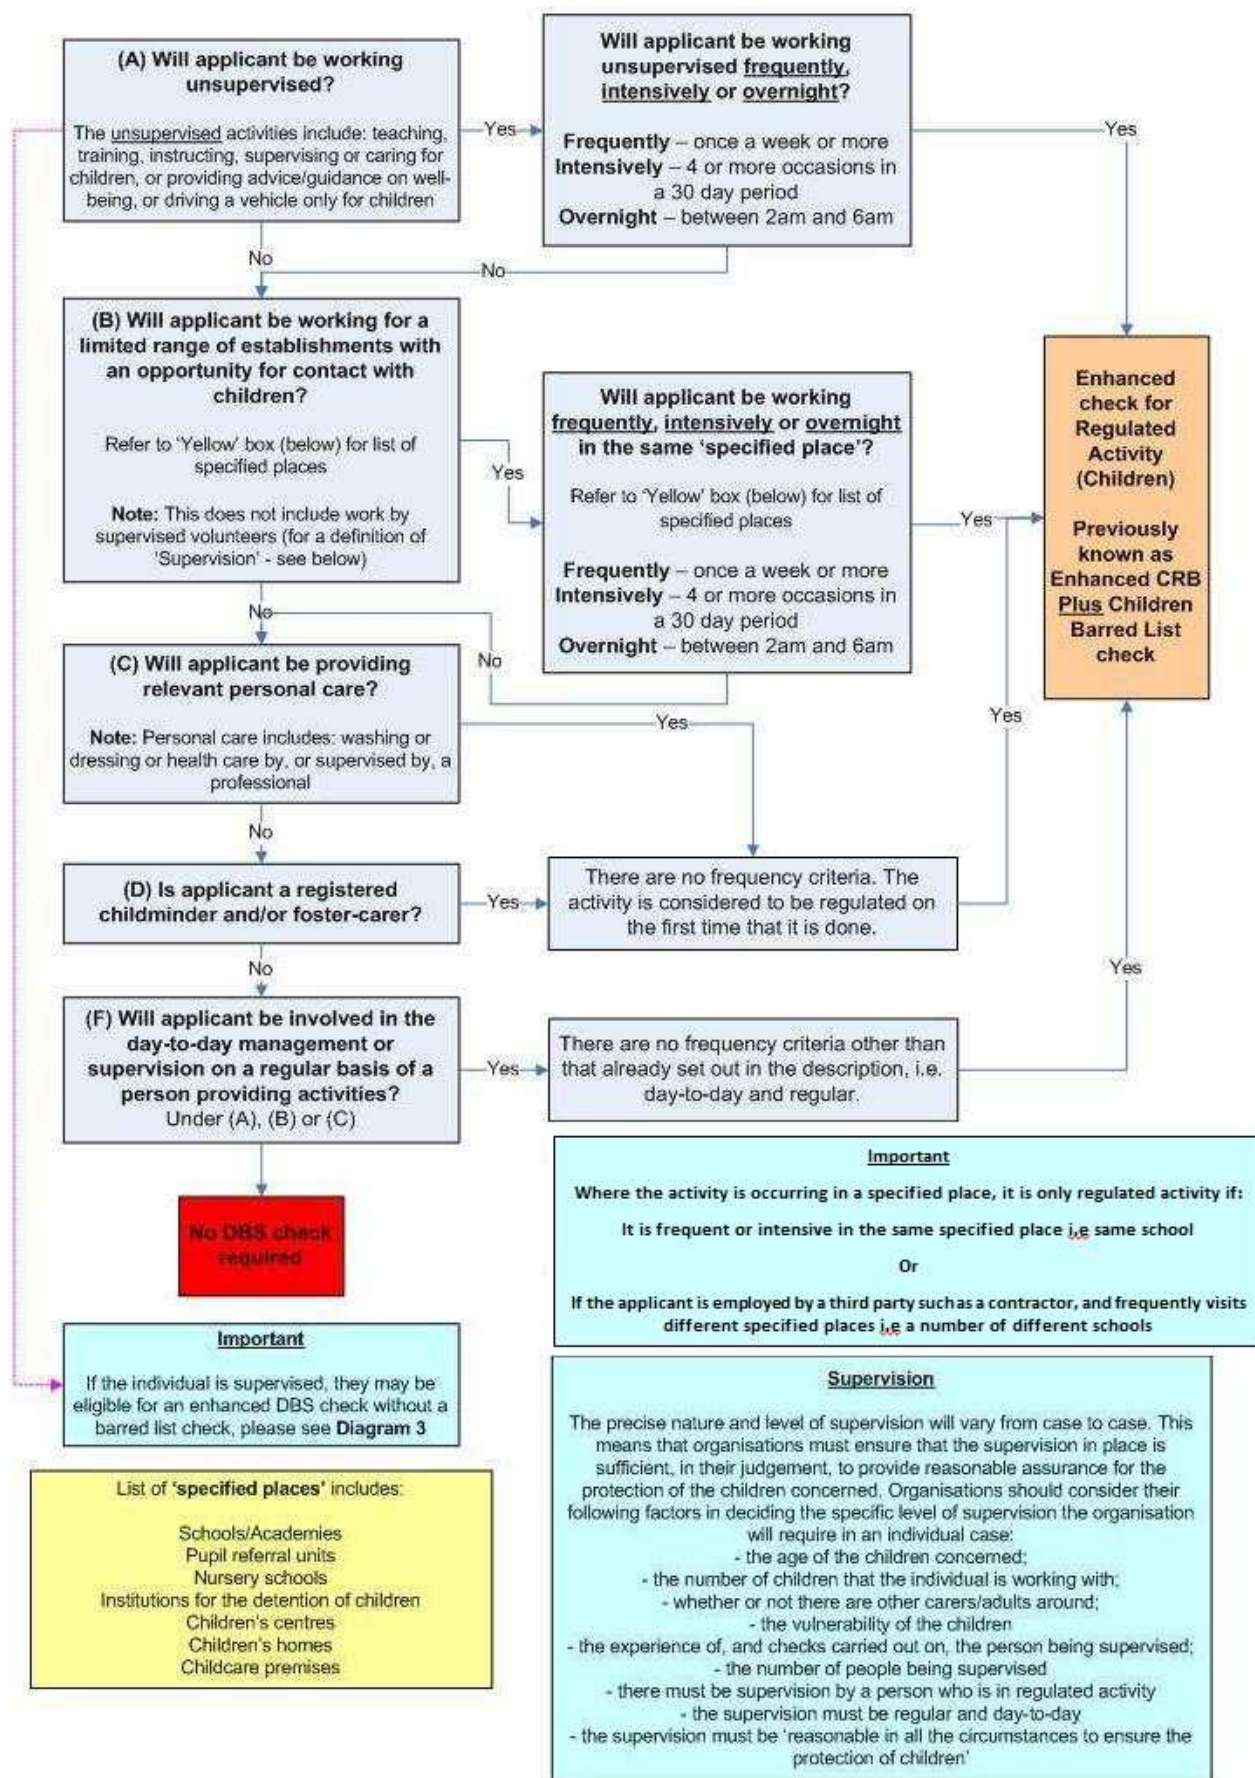 (A) Will applicant be working
unsupervised?
The unsupervised activities include: teaching,
training, instructing, supervising or caring for
children, or providing advice/guidance on well-
being, or driving a vehicle only for children
Yes
Will applicant be working
unsupervised frequently,
intensively or overnight?
Frequently – once a week or more
Intensively – 4 or more occasions in
a 30 day period
Overnight – between 2am and 6am
Yes
No
No
(B) Will applicant be working for a
limited range of establishments with
an opportunity for contact with
children?
Refer to 'Yellow' box (below) for list of
specified places
Note: This does not include work by
supervised volunteers (for a definition of
'Supervision' - see below)
Yes
Will applicant be working
frequently, intensively or overnight
in the same 'specified place'?
Refer to 'Yellow' box (below) for list of
specified places
Frequently – once a week or more
Intensively – 4 or more occasions in
a 30 day period
Overnight – between 2am and 6am
Yes
Enhanced
check for
Regulated
Activity
(Children)
Previously
known as
Enhanced CRB
Plus Children
Barred List
check
No
No
(C) Will applicant be providing
relevant personal care?
Note: Personal care includes: washing or
dressing or health care by, or supervised by, a
professional
Yes
Yes
No
(D) Is applicant a registered
childminder and/or foster-carer?
Yes
There are no frequency criteria. The
activity is considered to be regulated on
the first time that it is done.
No
Yes
(F) Will applicant be involved in the
day-to-day management or
supervision on a regular basis of a
person providing activities?
Under (A), (B) or (C)
Yes
There are no frequency criteria other than
that already set out in the description, i.e.
day-to-day and regular.
No DBS check
required
Important
Where the activity is occurring in a specified place, it is only regulated activity if:
It is frequent or intensive in the same specified place i,e same school
Or
If the applicant is employed by a third party such as a contractor, and frequently visits
different specified places i,e a number of different schools
Important
If the individual is supervised, they may be
eligible for an enhanced DBS check without a
barred list check, please see Diagram 3
List of 'specified places' includes:
Schools/Academies
Pupil referral units
Nursery schools
Institutions for the detention of children
Children's centres
Children's homes
Childcare premises
Supervision
The precise nature and level of supervision will vary from case to case. This
means that organisations must ensure that the supervision in place is
sufficient, in their judgement, to provide reasonable assurance for the
protection of the children concerned. Organisations should consider their
following factors in deciding the specific level of supervision the organisation
will require in an individual case:
- the age of the children concerned;
- the number of children that the individual is working with;
- whether or not there are other carers/adults around;
- the vulnerability of the children
- the experience of, and checks carried out on, the person being supervised;
- the number of people being supervised
- there must be supervision by a person who is in regulated activity
- the supervision must be regular and day-to-day
- the supervision must be 'reasonable in all the circumstances to ensure the
protection of children'